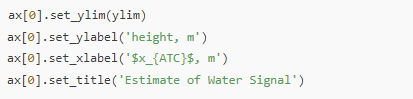 ax[0].set_ylim(ylim)
ax[0].set_ylabel('height, m')
ax[0].set_xlabel('$x_{ATC}$, m')
ax[0].set_title('Estimate of Water Signal')